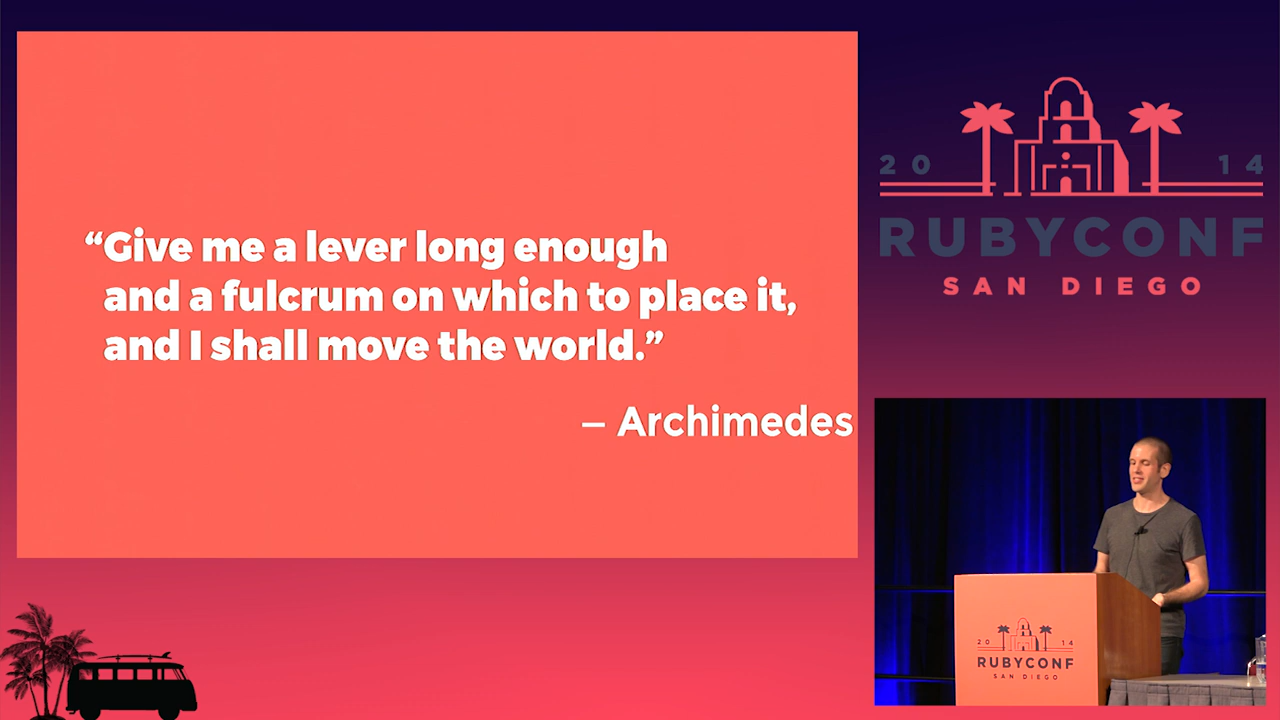 “Give me a lever long enough
and a fulcrum on which to place it,
and I shall move the world.”
– Archimedes
20 14
RUBYCONF
SAN DIEGO
20 14
RUBYCONF
SAN DIEGO